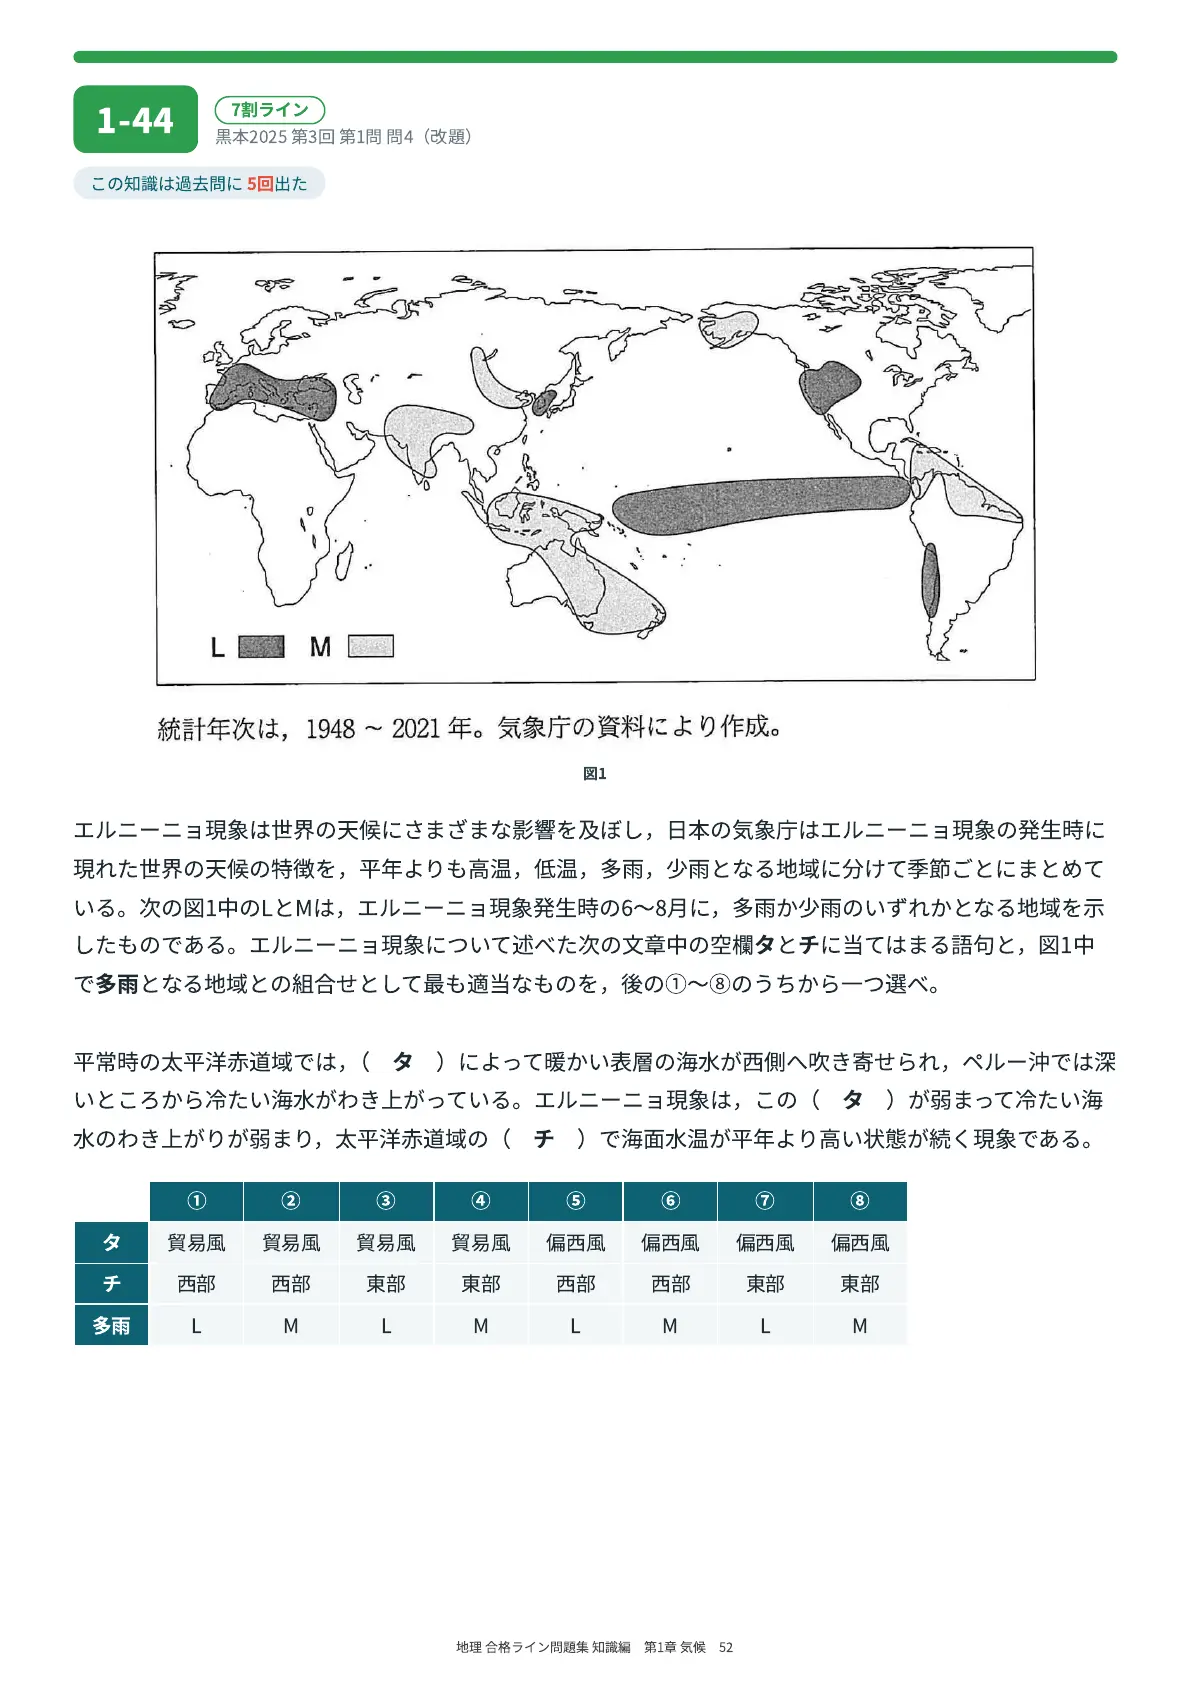 1-44
7割ライン
黒本2025 第3回 第1問 問4（改題）
この知識は過去問に 5回出た
L M
統計年次は，1948 ～ 2021 年。気象庁の資料により作成。
図1
エルニーニョ現象は世界の天候にさまざまな影響を及ぼし，日本の気象庁はエルニーニョ現象の発生時に
現れた世界の天候の特徴を，平年よりも高温，低温，多雨，少雨となる地域に分けて季節ごとにまとめて
いる。次の図1中のLとMは，エルニーニョ現象発生時の6～8月に，多雨か少雨のいずれかとなる地域を示
したものである。エルニーニョ現象について述べた次の文章中の空欄タとチに当てはまる語句と，図1中
で多雨となる地域との組合せとして最も適当なものを，後の①～⑧のうちから一つ選べ。
平常時の太平洋赤道域では，（　タ　）によって暖かい表層の海水が西側へ吹き寄せられ，ペルー沖では深
いところから冷たい海水がわき上がっている。エルニーニョ現象は，この（　タ　）が弱まって冷たい海
水のわき上がりが弱まり，太平洋赤道域の（　チ　）で海面水温が平年より高い状態が続く現象である。
① ② ③ ④ ⑤ ⑥ ⑦ ⑧
タ 貿易風 貿易風 貿易風 貿易風 偏西風 偏西風 偏西風 偏西風
チ 西部 西部 東部 東部 西部 西部 東部 東部
多雨 L M L M L M L M
地理 合格ライン問題集 知識編　第1章 気候　52